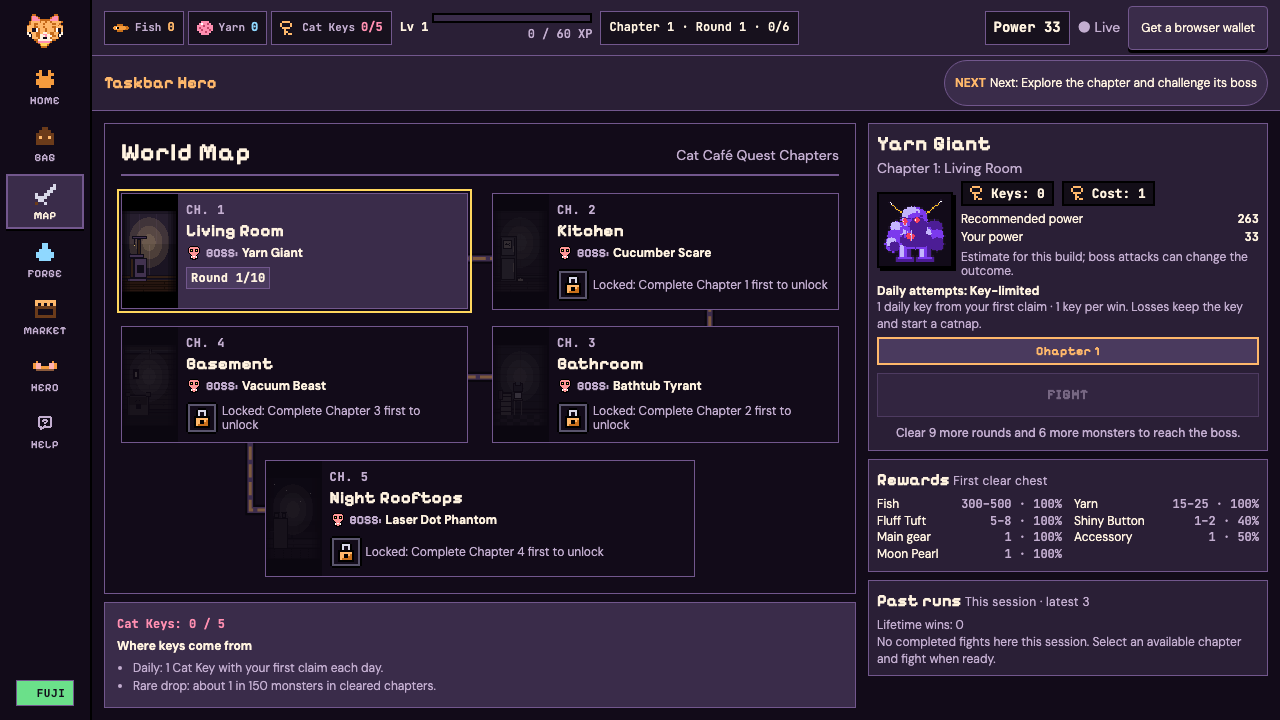 Fish 0
Yarn 0
Cat Keys 0/5
Lv 1
0 / 60 XP
Chapter 1 · Round 1 · 0/6
Power 33
Live
Get a browser wallet
HOME
BAG
MAP
FORGE
MARKET
HERO
HELP
FUJI
Taskbar Hero
NEXT Next: Explore the chapter and challenge its boss
World Map
Cat Café Quest Chapters
CH. 1
Living Room
BOSS: Yarn Giant
Round 1/10
CH. 2
Kitchen
BOSS: Cucumber Scare
Locked: Complete Chapter 1 first to unlock
CH. 4
Basement
BOSS: Vacuum Beast
Locked: Complete Chapter 3 first to
unlock
CH. 3
Bathroom
BOSS: Bathtub Tyrant
Locked: Complete Chapter 2 first to
unlock
CH. 5
Night Rooftops
BOSS: Laser Dot Phantom
Locked: Complete Chapter 4 first to unlock
Cat Keys: 0 / 5
Where keys come from
• Daily: 1 Cat Key with your first claim each day.
• Rare drop: about 1 in 150 monsters in cleared chapters.
Yarn Giant
Chapter 1: Living Room
Keys: 0
Cost: 1
Recommended power 263
Your power 33
Estimate for this build; boss attacks can change the
outcome.
Daily attempts: Key-limited
1 daily key from your first claim · 1 key per win. Losses keep the key
and start a catnap.
Chapter 1
FIGHT
Clear 9 more rounds and 6 more monsters to reach the boss.
Rewards First clear chest
Fish 300–500 · 100% Yarn 15–25 · 100%
Fluff Tuft 5–8 · 100% Shiny Button 1–2 · 40%
Main gear 1 · 100% Accessory 1 · 50%
Moon Pearl 1 · 100%
Past runs This session · latest 3
Lifetime wins: 0
No completed fights here this session. Select an available chapter
and fight when ready.